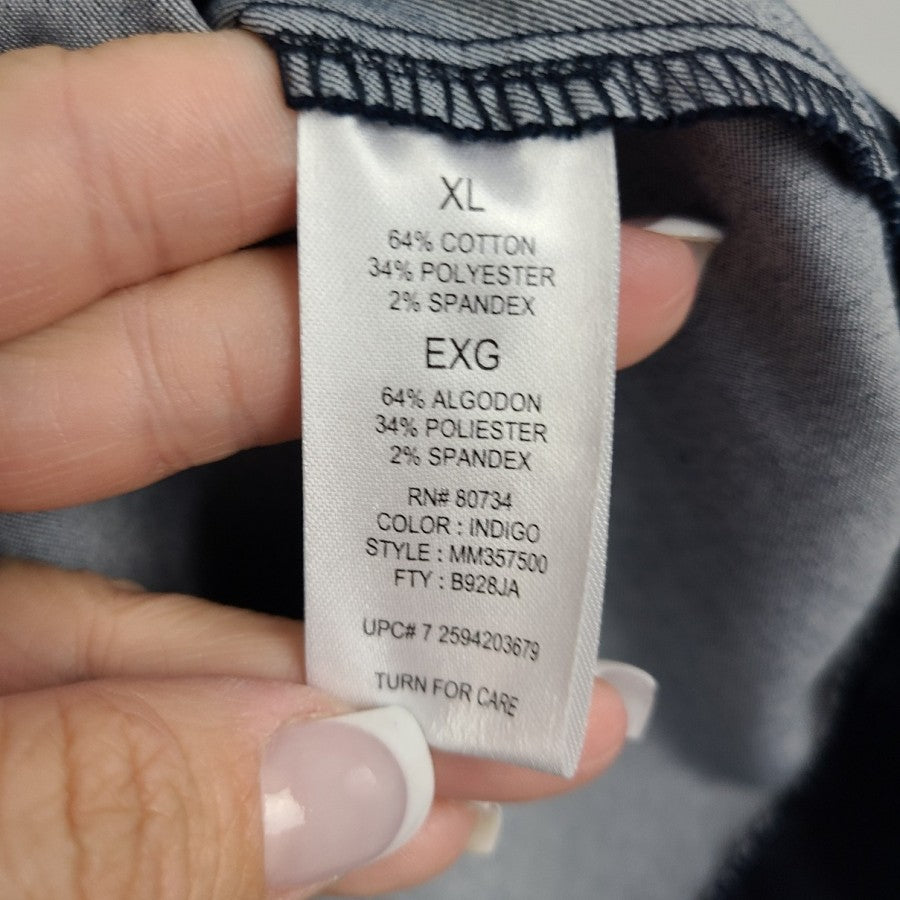 XL
64% COTTON
34% POLYESTER
2% SPANDEX
EXG
64% ALGODON
34% POLIESTER
2% SPANDEX
RN# 80734
COLOR : INDIGO
STYLE : MM357500
FTY : B928JA
UPC# 7 2594203679
TURN FOR CARE